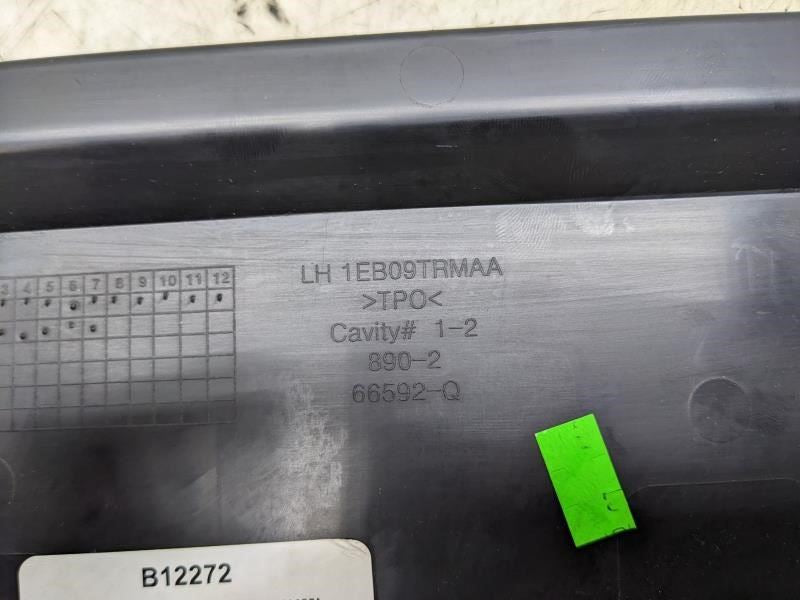 3 4 5 6 7 8 9 10 11 12
LH 1EB09TRMAA
>TPO<
Cavity# 1-2
890-2
66592-Q
B12272